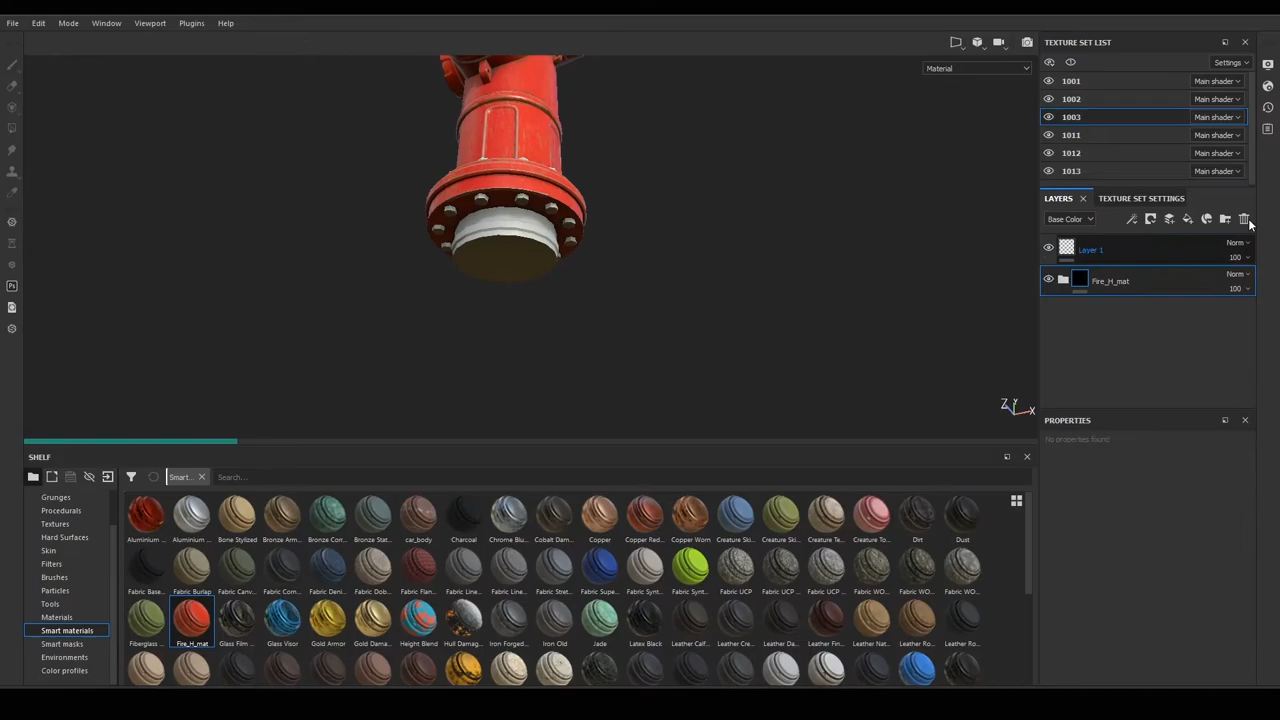 File Edit Mode Window Viewport Plugins Help
Material
TEXTURE SET LIST
Settings
1001 Main shader
1002 Main shader
1003 Main shader
1011 Main shader
1012 Main shader
1013 Main shader
LAYERS TEXTURE SET SETTINGS
Base Color
Layer 1 Norm
100
Fire_H_mat Norm
100
Z Y X
PROPERTIES
No properties found
SHELF
Smart... Search...
Grunges
Procedurals
Textures
Hard Surfaces
Skin
Filters
Brushes
Particles
Tools
Materials
Smart materials
Smart masks
Environments
Color profiles
Aluminium ... Aluminium ... Bone Stylized Bronze Arm... Bronze Corr... Bronze Stat... car_body Charcoal Chrome Blu... Cobalt Dam... Copper Copper Red... Copper Worn Creature Ski... Creature Ski... Creature Te... Creature To... Dirt Dust
Fabric Base... Fabric Burlap Fabric Canv... Fabric Com... Fabric Deni... Fabric Dob... Fabric Flan... Fabric Line... Fabric Line... Fabric Stret... Fabric Supe... Fabric Synt... Fabric Synt... Fabric UCP Fabric UCP ... Fabric UCP ... Fabric WO... Fabric WO... Fabric WO...
Fiberglass ... Fire_H_mat Glass Film ... Glass Visor Gold Armor Gold Dama... Height Blend Hull Damag... Iron Forged... Iron Old Jade Latex Black Leather Calf... Leather Cre... Leather Da... Leather Fin... Leather Nat... Leather Ro... Leather Ro...
Ps